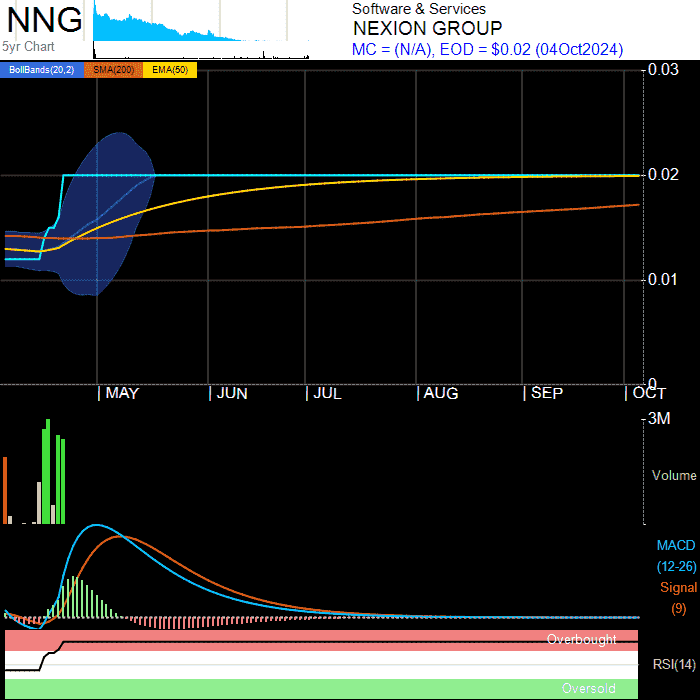 NNG
5yr Chart
Software & Services
NEXION GROUP
MC = (N/A), EOD = $0.02 (04Oct2024)
BollBands(20,2) SMA(200) EMA(50)
0.03
0.02
0.01
0
MAY JUN JUL AUG SEP OCT
3M
Volume
MACD
(12-26)
Signal
(9)
Overbought
RSI(14)
Oversold